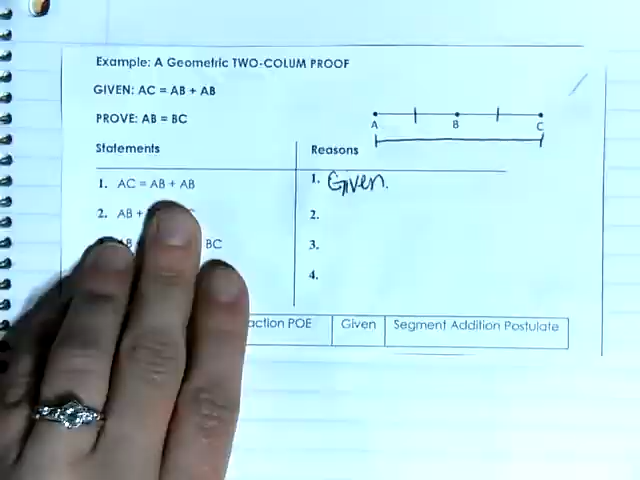 Example: A Geometric TWO-COLUM PROOF
GIVEN: AC = AB + AB
PROVE: AB = BC
A B C
Statements Reasons
1. AC = AB + AB 1. Given.
2. AB + 2.
BC 3.
4.
action POE Given Segment Addition Postulate